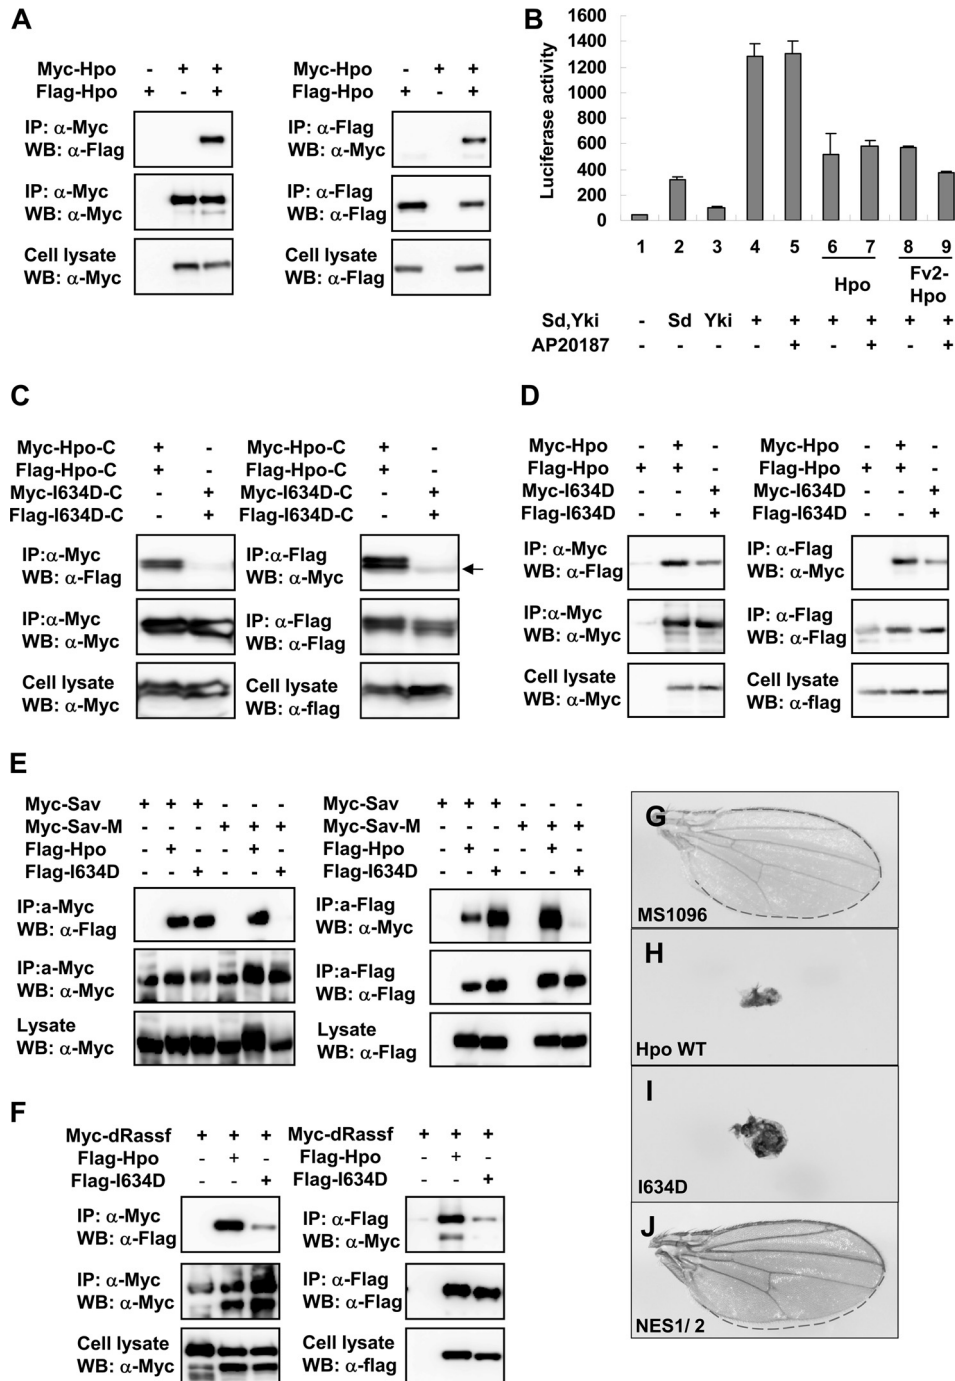 A
Myc-Hpo - + +
Flag-Hpo + - +
IP: α-Myc
WB: α-Flag
IP: α-Myc
WB: α-Myc
Cell lysate
WB: α-Myc
Myc-Hpo - + +
Flag-Hpo + - +
IP: α-Flag
WB: α-Myc
IP: α-Flag
WB: α-Flag
Cell lysate
WB: α-Flag
B
Luciferase activity
1600
1400
1200
1000
800
600
400
200
0
1 2 3 4 5 6 7 8 9
Hpo
Fv2-
Hpo
Sd,Yki - Sd Yki + + + + + +
AP20187 - - - - + - + - +
C
Myc-Hpo-C + -
Flag-Hpo-C + -
Myc-I634D-C - +
Flag-I634D-C - +
IP:α-Myc
WB: α-Flag
IP:α-Myc
WB: α-Myc
Cell lysate
WB: α-Myc
Myc-Hpo-C + -
Flag-Hpo-C + -
Myc-I634D-C - +
Flag-I634D-C - +
IP:α-Flag
WB: α-Myc
IP: α-Flag
WB: α-Flag
Cell lysate
WB: α-flag
D
Myc-Hpo - + -
Flag-Hpo + + -
Myc-I634D - - +
Flag-I634D - - +
IP: α-Myc
WB: α-Flag
IP:α-Myc
WB: α-Myc
Cell lysate
WB: α-Myc
Myc-Hpo - + -
Flag-Hpo + + -
Myc-I634D - - +
Flag-I634D - - +
IP: α-Flag
WB: α-Myc
IP: α-Flag
WB: α-Flag
Cell lysate
WB: α-flag
E
Myc-Sav + + + - - -
Myc-Sav-M - - - + + +
Flag-Hpo - + - - + -
Flag-I634D - - + - - +
IP:a-Myc
WB: α-Flag
IP:a-Myc
WB: α-Myc
Lysate
WB: α-Myc
Myc-Sav + + + - - -
Myc-Sav-M - - - + + +
Flag-Hpo - + - - + -
Flag-I634D - - + - - +
IP:a-Flag
WB: α-Myc
IP:a-Flag
WB: α-Flag
Lysate
WB: α-Flag
F
Myc-dRassf + + +
Flag-Hpo - + -
Flag-I634D - - +
IP: α-Myc
WB: α-Flag
IP: α-Myc
WB: α-Myc
Cell lysate
WB: α-Myc
Myc-dRassf + + +
Flag-Hpo - + -
Flag-I634D - - +
IP: α-Flag
WB: α-Myc
IP: α-Flag
WB: α-Flag
Cell lysate
WB: α-flag
G
MS1096
H
Hpo WT
I
I634D
J
NES1/ 2